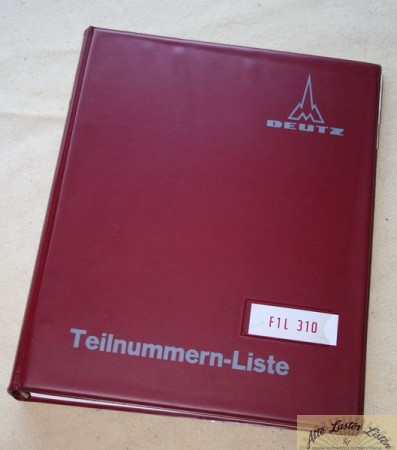 DEUTZ
F1L 310
Teilnummern-Liste
Alte Laster
Listen